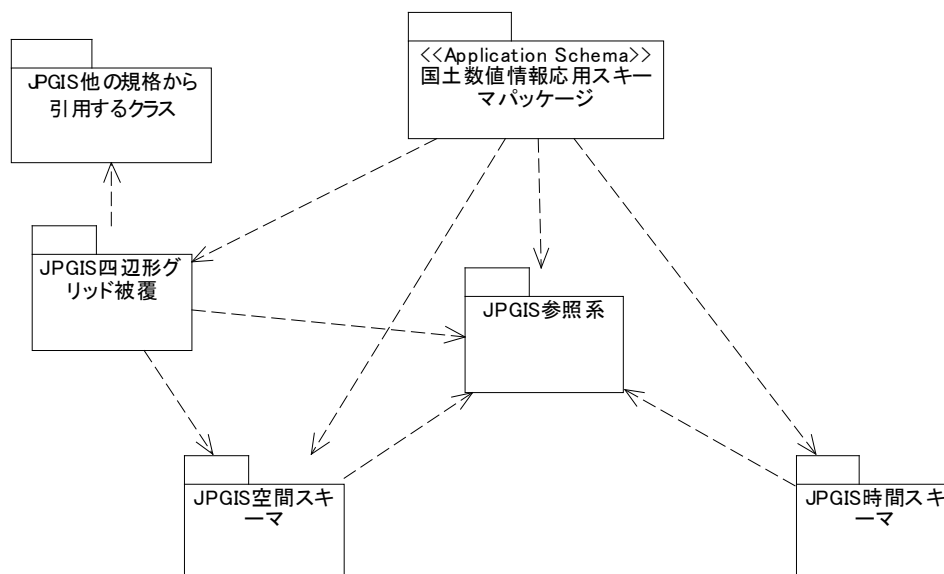 JPGIS他の規格から
引用するクラス
<<Application Schema>>
国土数値情報応用スキー
マパッケージ
JPGIS四辺形グ
リッド被覆
JPGIS参照系
JPGIS空間スキ
ーマ
JPGIS時間スキ
ーマ